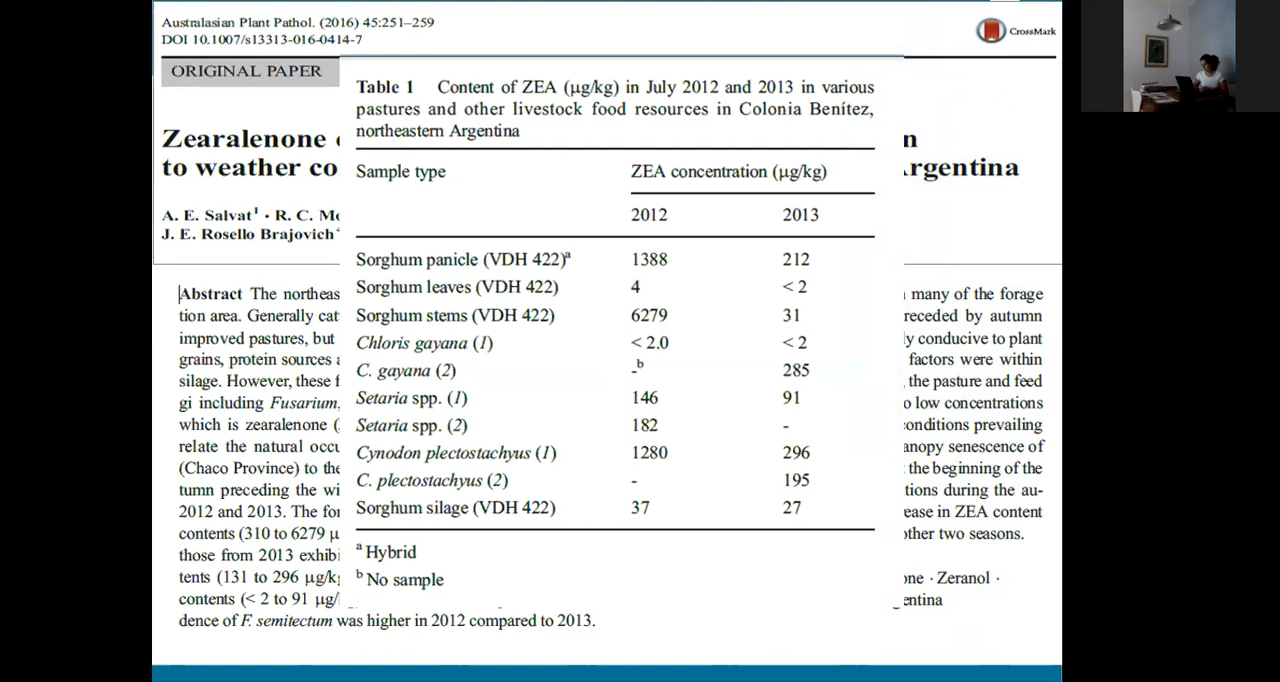 Australasian Plant Pathol. (2016) 45:251–259
DOI 10.1007/s13313-016-0414-7
CrossMark
ORIGINAL PAPER
Zearalenone
n
to weather co
Argentina
A. E. Salvat¹ · R. C. Mo
J. E. Rosello Brajovich
Table 1 Content of ZEA (µg/kg) in July 2012 and 2013 in various
pastures and other livestock food resources in Colonia Benítez,
northeastern Argentina
Sample type ZEA concentration (µg/kg)
2012 2013
Sorghum panicle (VDH 422)ᵃ 1388 212
Sorghum leaves (VDH 422) 4 < 2
Sorghum stems (VDH 422) 6279 31
Chloris gayana (1) < 2.0 < 2
C. gayana (2) -ᵇ 285
Setaria spp. (1) 146 91
Setaria spp. (2) 182 -
Cynodon plectostachyus (1) 1280 296
C. plectostachyus (2) - 195
Sorghum silage (VDH 422) 37 27
ᵃ Hybrid
ᵇ No sample
Abstract The northeas
tion area. Generally cat
improved pastures, but
grains, protein sources
silage. However, these f
gi including Fusarium,
which is zearalenone (
relate the natural occu
(Chaco Province) to the
tumn preceding the wi
2012 and 2013. The for
contents (310 to 6279 µ
those from 2013 exhibi
tents (131 to 296 µg/kg
contents (< 2 to 91 µg/
dence of F. semitectum was higher in 2012 compared to 2013.
many of the forage
receded by autumn
ly conducive to plant
factors were within
, the pasture and feed
o low concentrations
conditions prevailing
anopy senescence of
the beginning of the
tions during the au-
ease in ZEA content
other two seasons.
one · Zeranol ·
entina